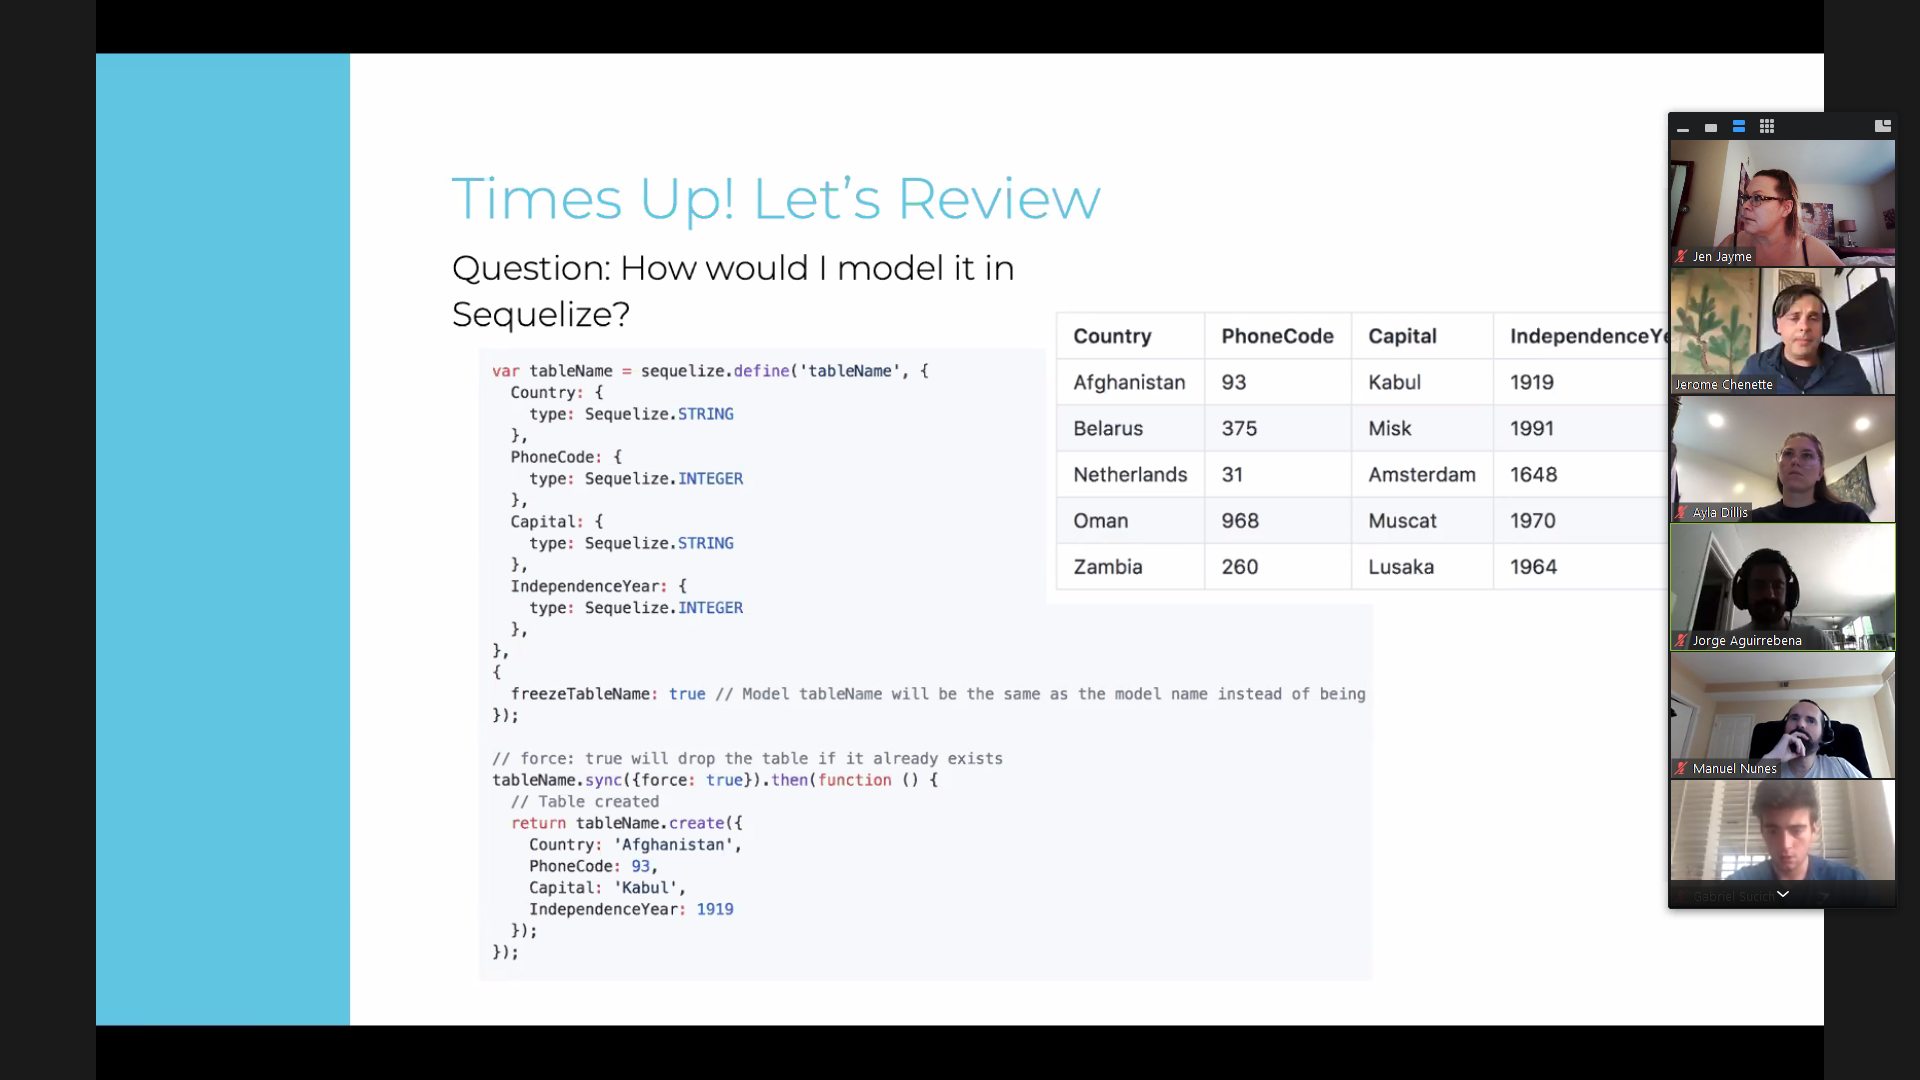 Times Up! Let’s Review
Question: How would I model it in
Sequelize?
var tableName = sequelize.define('tableName', {
  Country: {
    type: Sequelize.STRING
  },
  PhoneCode: {
    type: Sequelize.INTEGER
  },
  Capital: {
    type: Sequelize.STRING
  },
  IndependenceYear: {
    type: Sequelize.INTEGER
  },
},
{
  freezeTableName: true // Model tableName will be the same as the model name instead of being
});

// force: true will drop the table if it already exists
tableName.sync({force: true}).then(function () {
  // Table created
  return tableName.create({
    Country: 'Afghanistan',
    PhoneCode: 93,
    Capital: 'Kabul',
    IndependenceYear: 1919
  });
});
Country PhoneCode Capital IndependenceYe
Afghanistan 93 Kabul 1919
Belarus 375 Misk 1991
Netherlands 31 Amsterdam 1648
Oman 968 Muscat 1970
Zambia 260 Lusaka 1964
Jen Jayme
Jerome Chenette
Ayla Dillis
Jorge Aguirrebena
Manuel Nunes
Gabriel Sucich